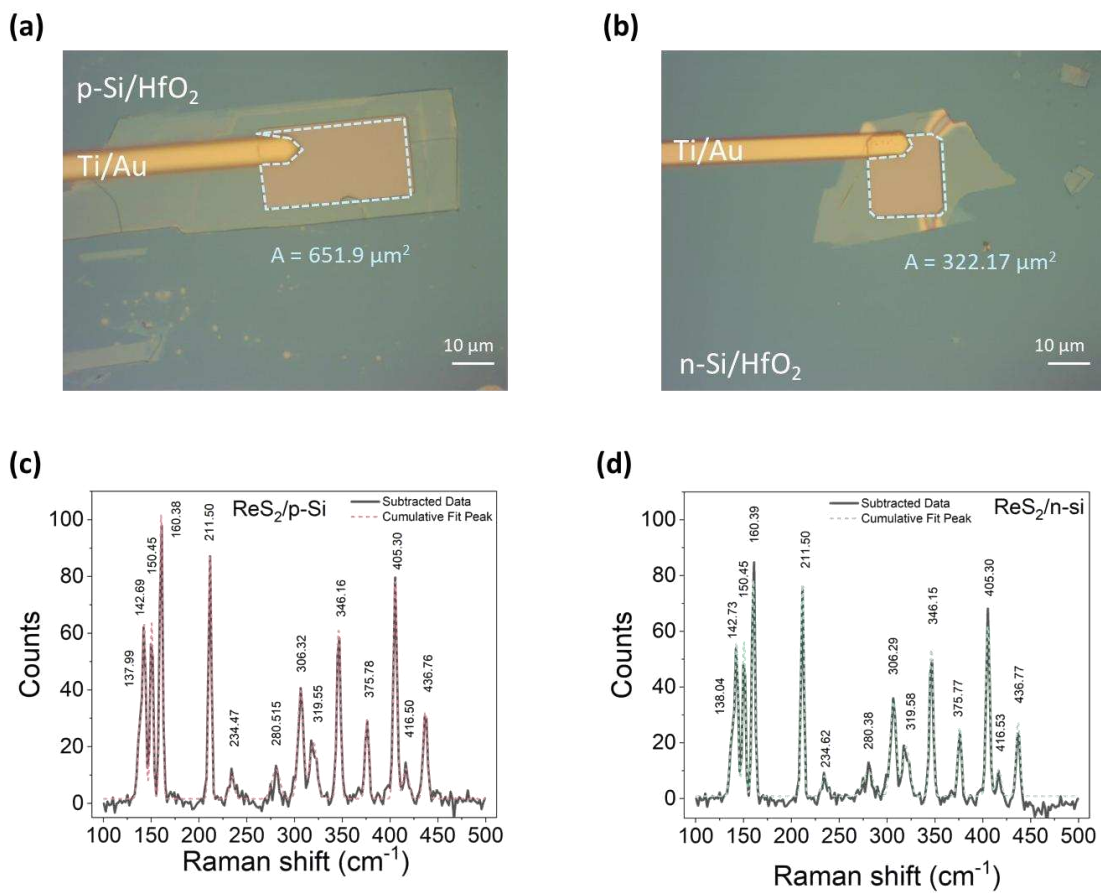 (a)
p-Si/HfO₂
Ti/Au
A = 651.9 μm²
10 μm
(b)
Ti/Au
A = 322.17 μm²
10 μm
n-Si/HfO₂
(c)
ReS₂/p-Si
Subtracted Data
Cumulative Fit Peak
137.99
142.69
150.45
160.38
211.50
234.47
280.515
306.32
319.55
346.16
375.78
405.30
416.50
436.76
Counts
100
80
60
40
20
0
100 150 200 250 300 350 400 450 500
Raman shift (cm⁻¹)
(d)
Subtracted Data
Cumulative Fit Peak
ReS₂/n-si
138.04
142.73
150.45
160.39
211.50
234.62
280.38
306.29
319.58
346.15
375.77
405.30
416.53
436.77
Counts
100
80
60
40
20
0
100 150 200 250 300 350 400 450 500
Raman shift (cm⁻¹)